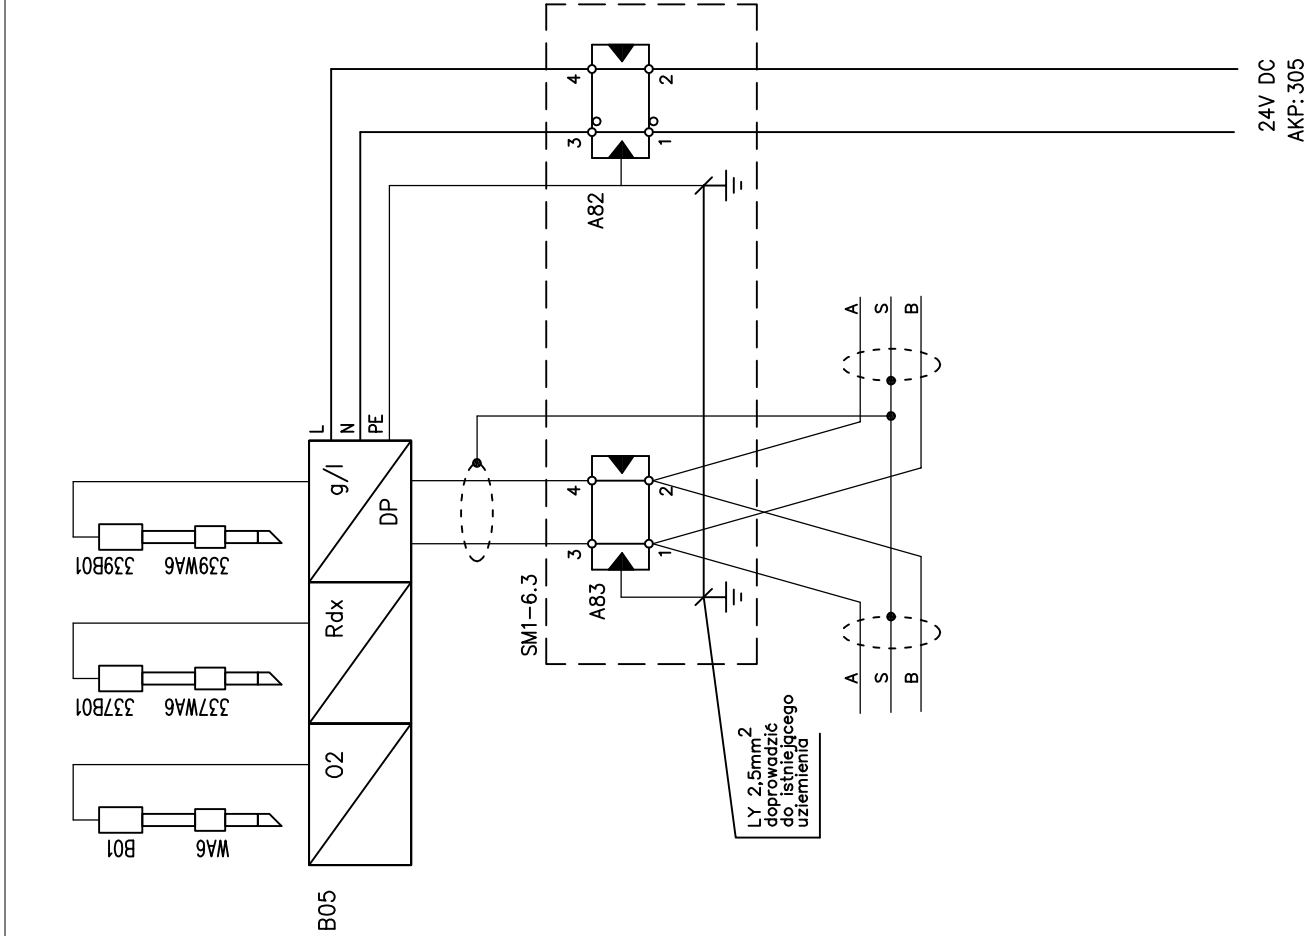 24V DC
AKP:305
4
2
3
1
A82
A
S
B
L
N
PE
g/l
DP
4
2
3
1
339B01
339WA6
SM1-6.3
A83
Rdx
337B01
337WA6
A
S
B
LY 2,5mm2
doprowadzić
do istniejącego
uziemienia
O2
B01
WA6
B05